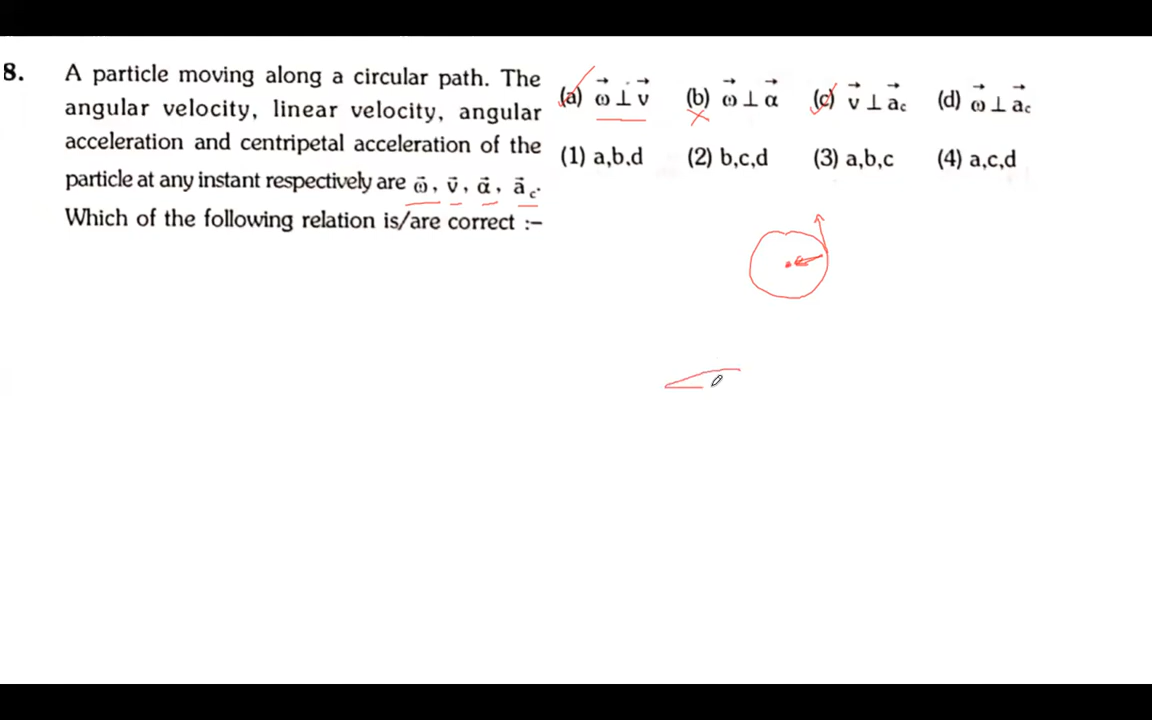 8. A particle moving along a circular path. The
angular velocity, linear velocity, angular
acceleration and centripetal acceleration of the
particle at any instant respectively are ω⃗, v⃗, α⃗, a⃗c.
Which of the following relation is/are correct :–
(a) ω⃗ ⊥ v⃗ (b) ω⃗ ⊥ α⃗ (c) v⃗ ⊥ a⃗c (d) ω⃗ ⊥ a⃗c
(1) a,b,d (2) b,c,d (3) a,b,c (4) a,c,d